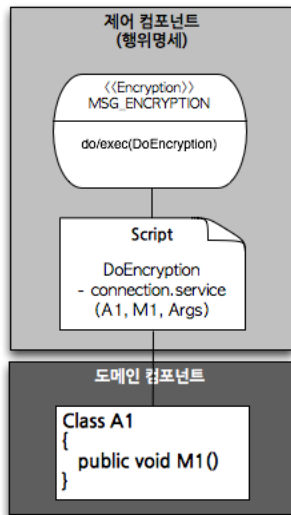 제어 컴포넌트
(행위명세)
<<Encryption>>
MSG_ENCRYPTION
do/exec(DoEncryption)
Script
DoEncryption
- connection.service
(A1, M1, Args)
도메인 컴포넌트
Class A1
{
public void M1()
}